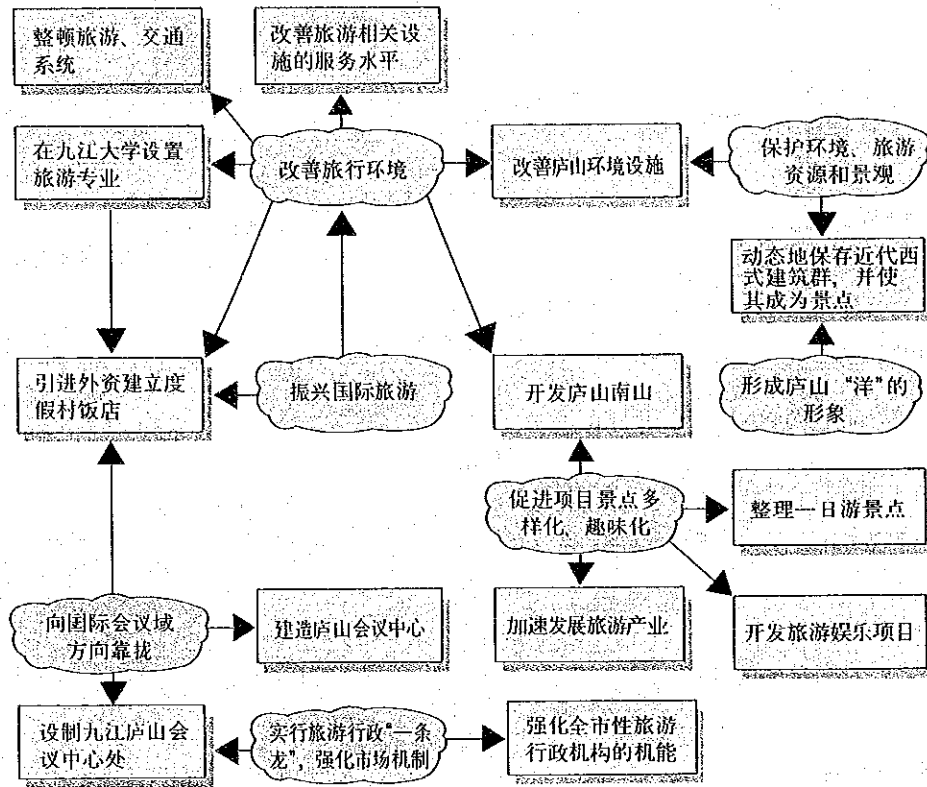 整顿旅游、交通
系统
改善旅游相关设
施的服务水平
在九江大学设置
旅游专业
改善旅行环境
改善庐山环境设施
保护环境、旅游
资源和景观
动态地保存近代西
式建筑群，并使
其成为景点
引进外资建立度
假村饭店
振兴国际旅游
开发庐山南山
形成庐山“洋”的
形象
促进项目景点多
样化、趣味化
整理一日游景点
向国际会议域
方向靠拢
建造庐山会议中心
加速发展旅游产业
开发旅游娱乐项目
设制九江庐山会
议中心处
实行旅游行政“一条
龙”，强化市场机制
强化全市性旅游
行政机构的机能